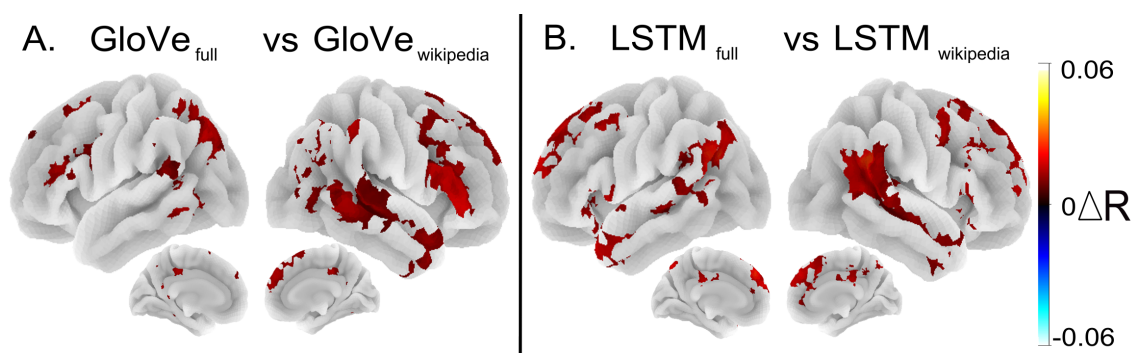 A. GloVe full vs GloVe wikipedia
B. LSTM full vs LSTM wikipedia
0.06
0 △R
-0.06